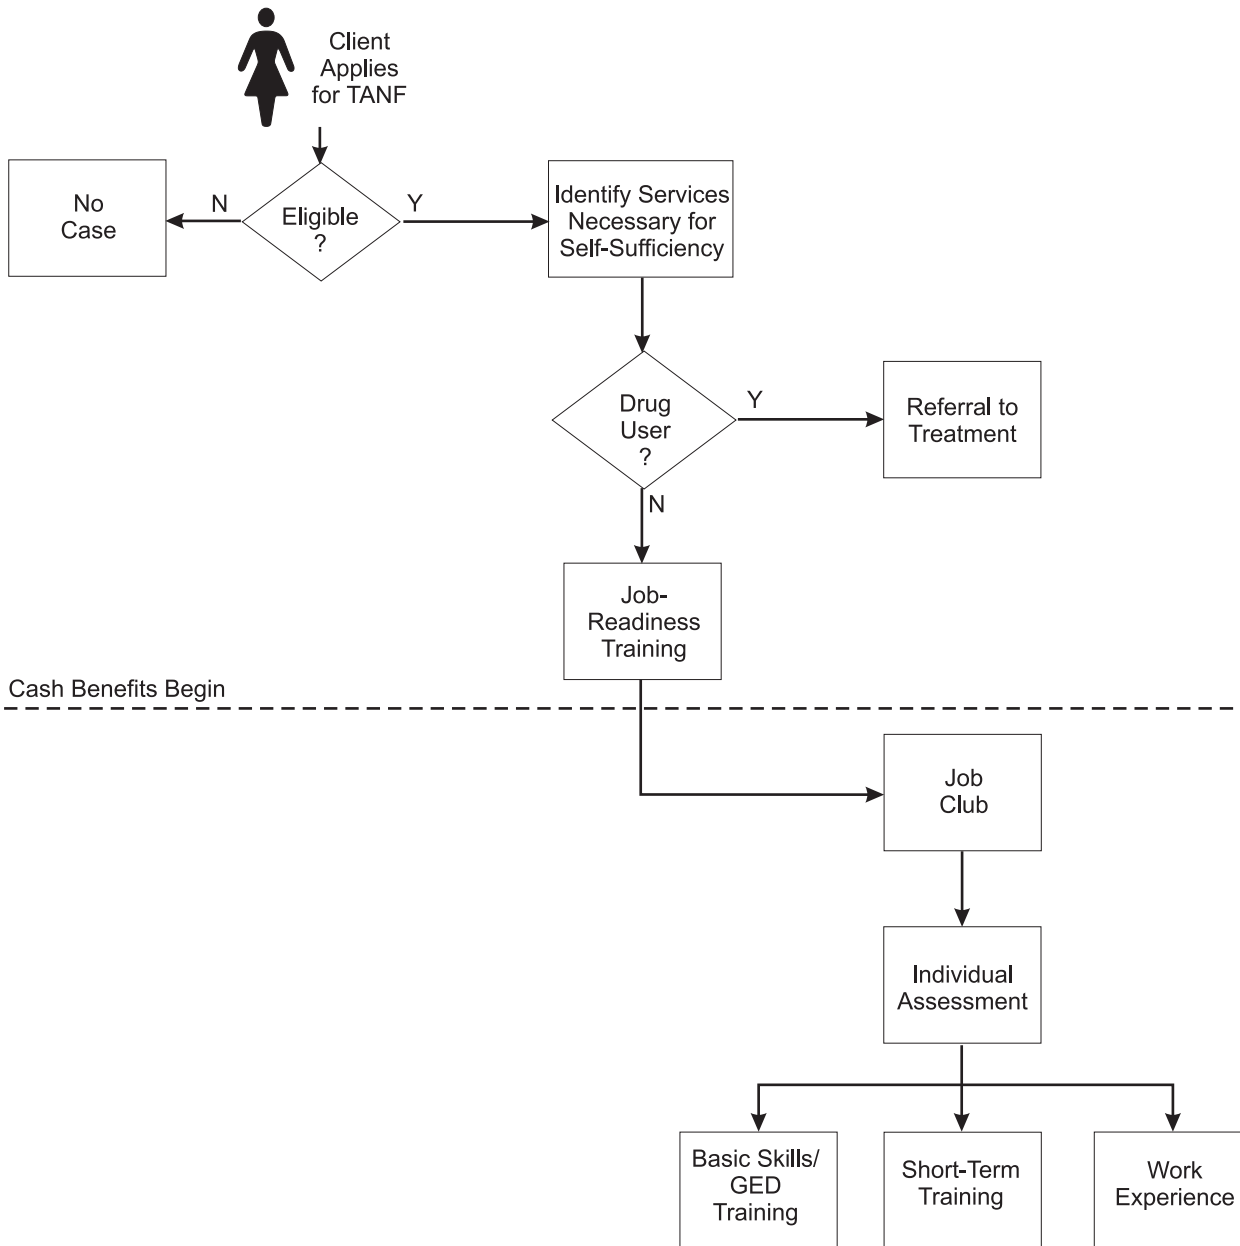 Client
Applies
for TANF
No
Case
N
Eligible
?
Y
Identify Services
Necessary for
Self-Sufficiency
Drug
User
?
Y
Referral to
Treatment
N
Job-
Readiness
Training
Cash Benefits Begin
Job
Club
Individual
Assessment
Basic Skills/
GED
Training
Short-Term
Training
Work
Experience